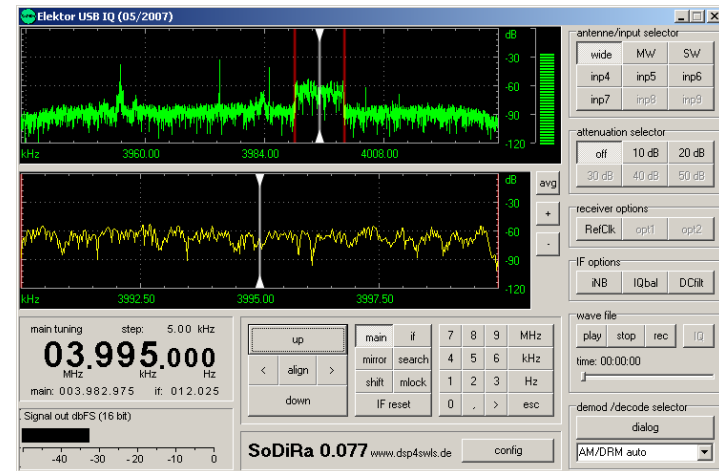 Elektor USB IQ (05/2007)
dB
-30
-60
-90
-120
kHz 3960.00 3984.00 4008.00
dB
-30
-60
-90
-120
kHz 3992.50 3995.00 3997.50
avg
+
-
antenne/input selector
wide MW SW
inp4 inp5 inp6
inp7 inp8 inp9
attenuation selector
off 10 dB 20 dB
30 dB 40 dB 50 dB
receiver options
RefClk opt1 opt2
IF options
iNB IQbal DCfilt
wave file
play stop rec IQ
time: 00:00:00
demod /decode selector
dialog
AM/DRM auto
main tuning step: 5.00 kHz
03.995.000
MHz kHz Hz
main: 003.982.975 if: 012.025
Signal out dbFS (16 bit)
-40 -30 -20 -10 0
up
< align >
down
main if
mirror search
shift mlock
IF reset
7 8 9 MHz
4 5 6 kHz
1 2 3 Hz
0 , > esc
SoDiRa 0.077 www.dsp4swls.de
config